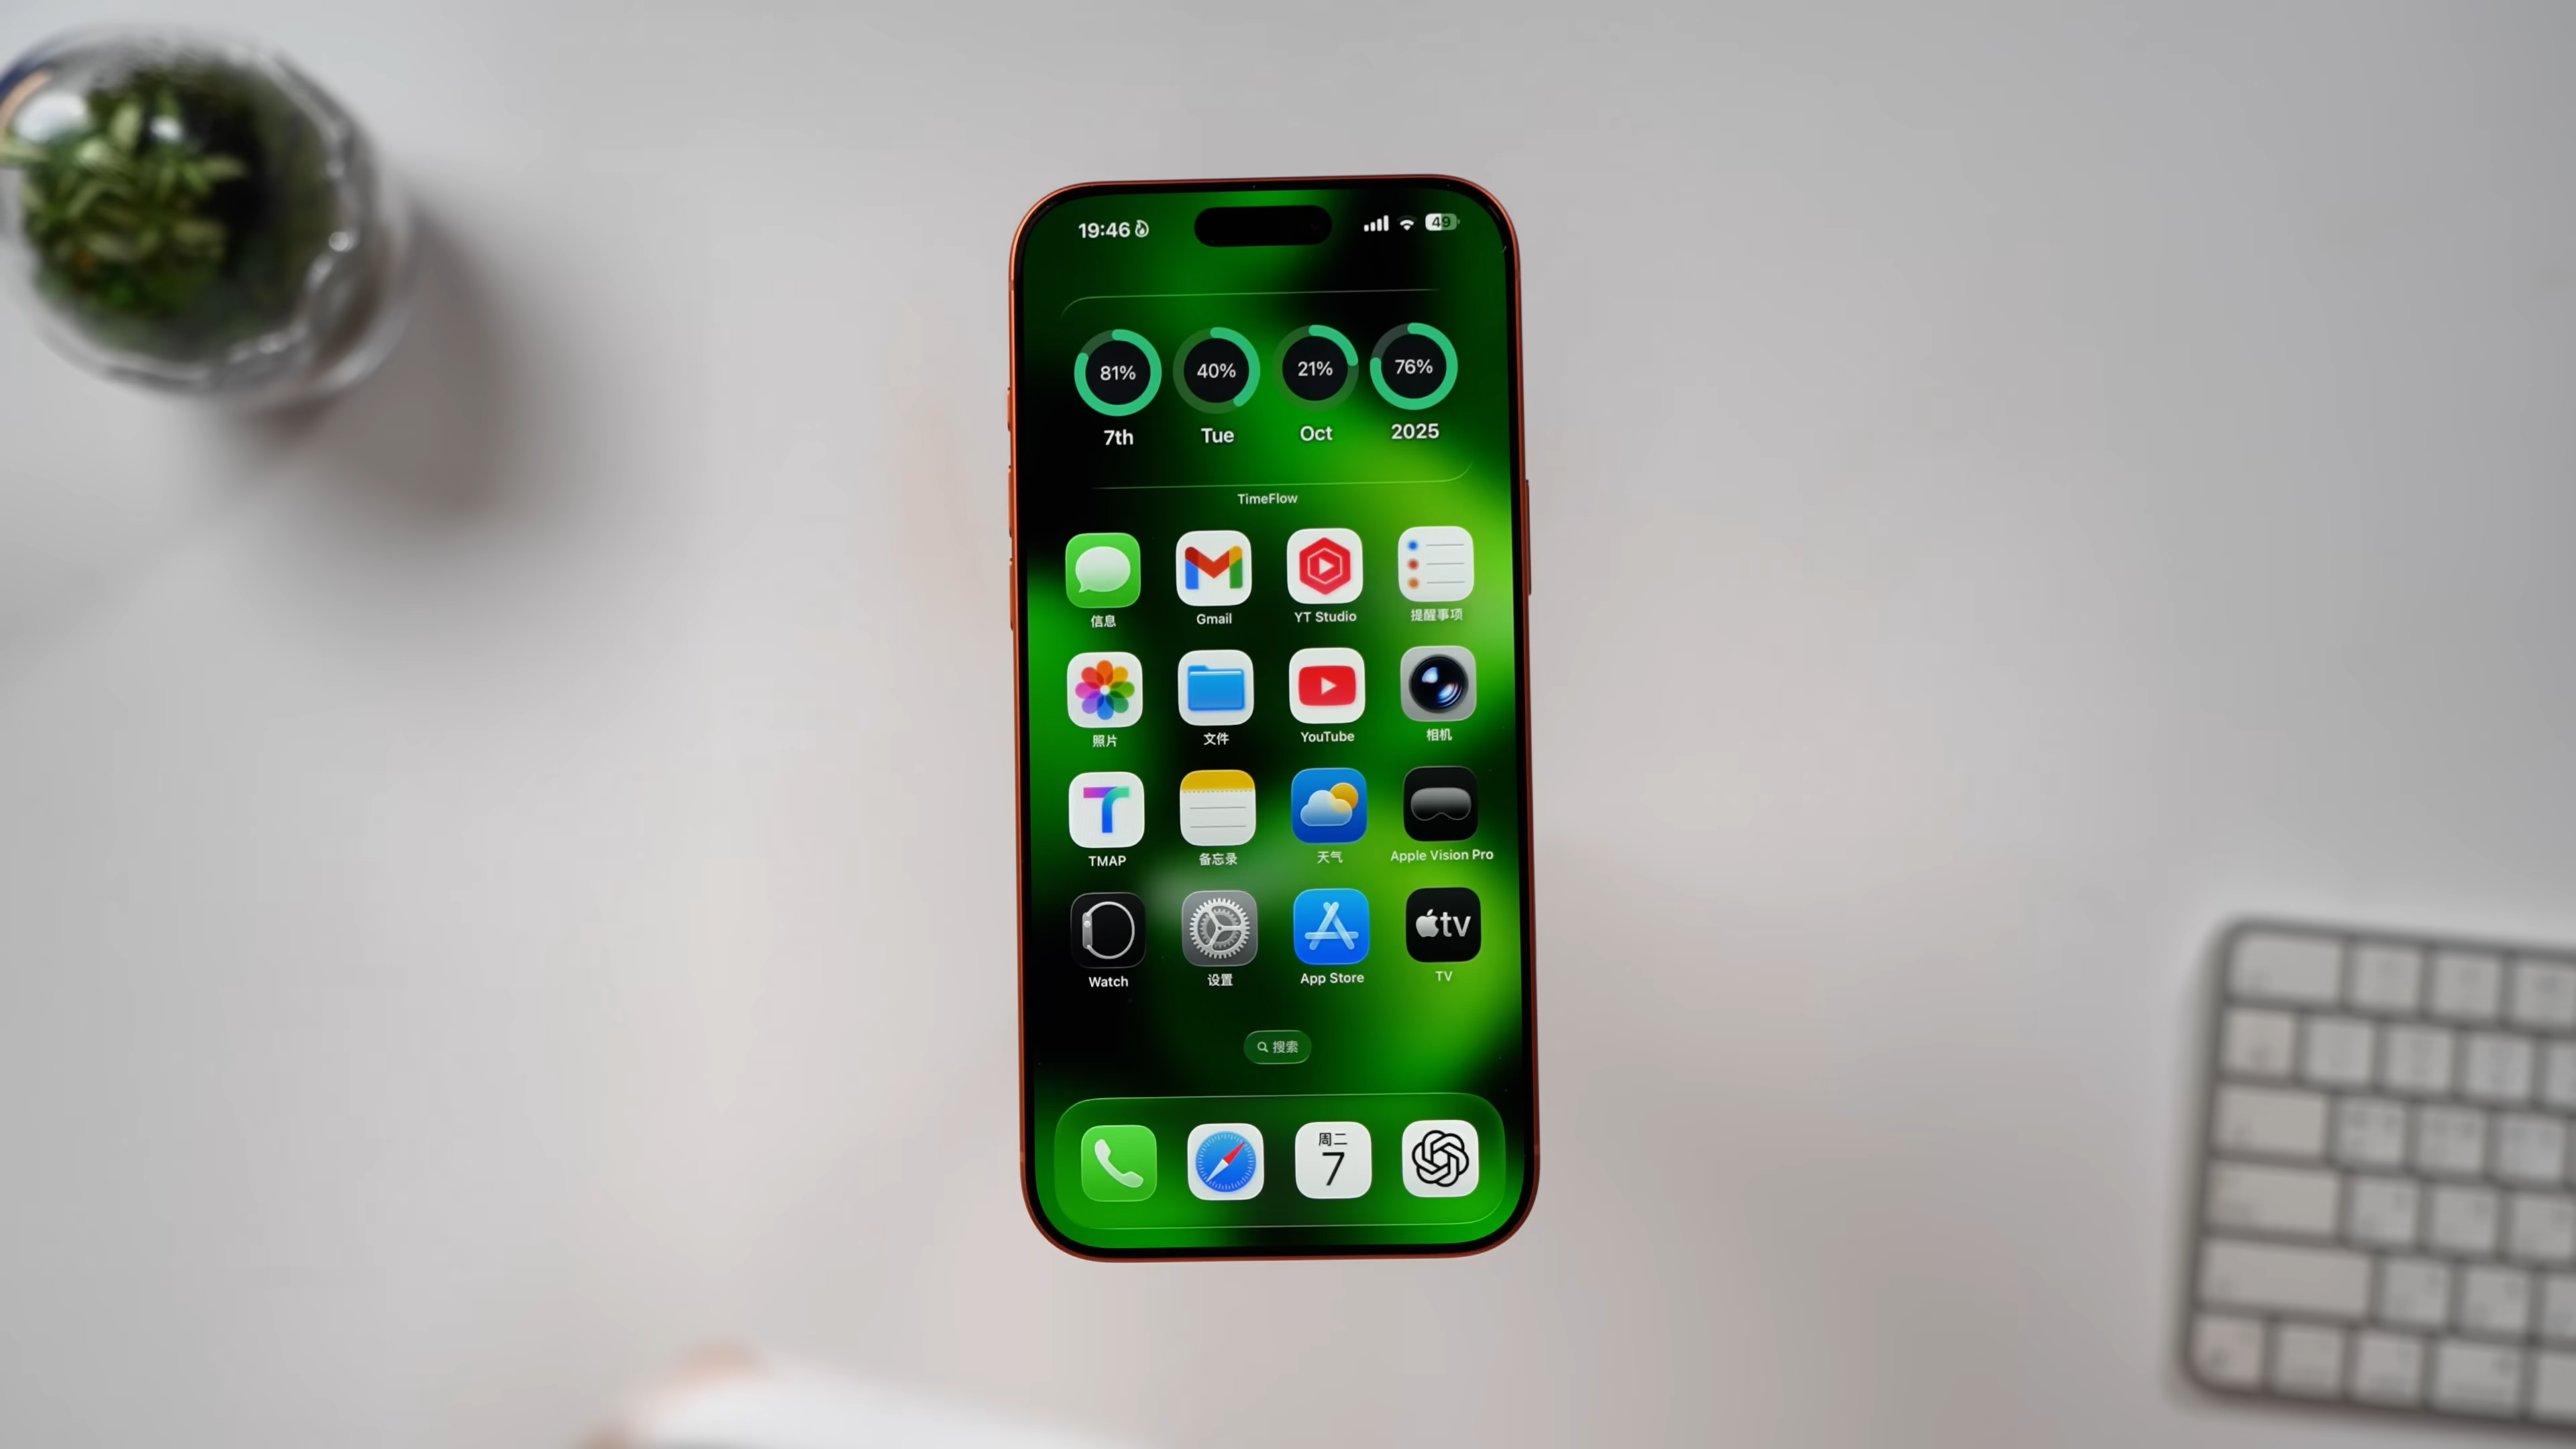 19:46 49
81% 40% 21% 76%
7th Tue Oct 2025
TimeFlow
信息 Gmail YT Studio 提醒事项
照片 文件 YouTube 相机
TMAP 备忘录 天气 Apple Vision Pro
tv
Watch 设置 App Store TV
搜索
周二
7